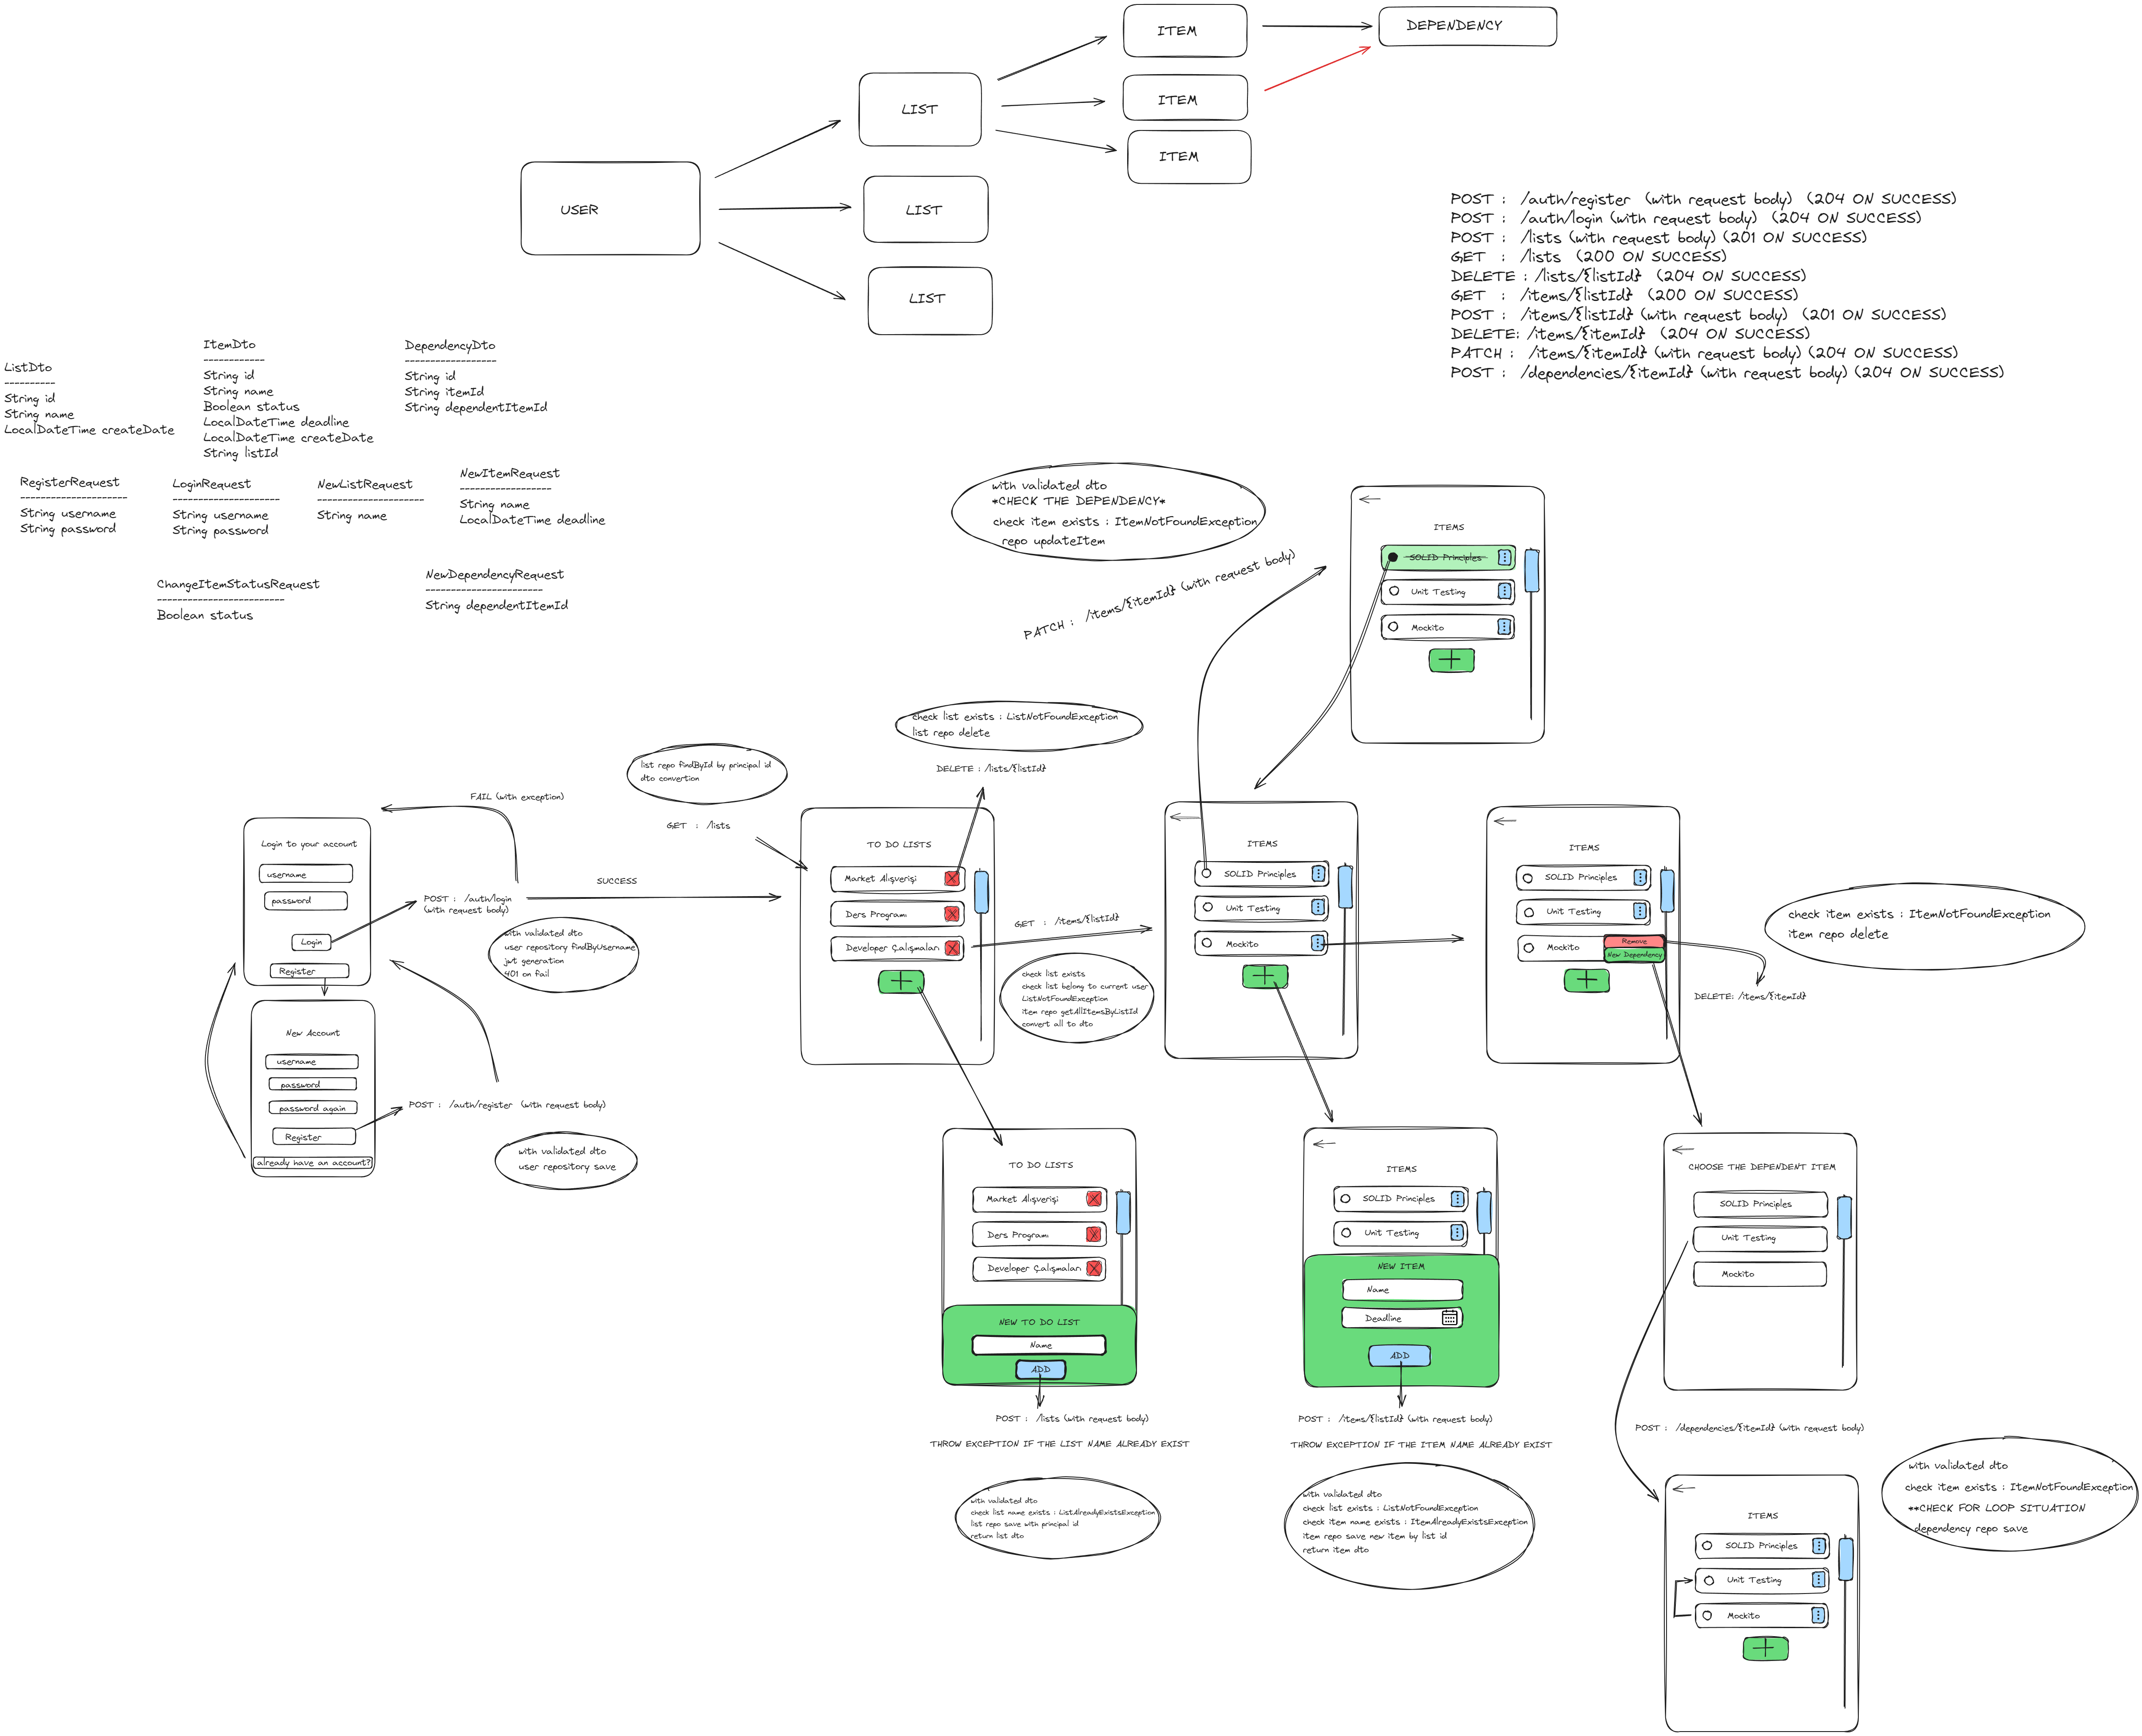 ITEM
DEPENDENCY
LIST
ITEM
ITEM
USER
LIST
LIST
POST : /auth/register (with request body) (204 ON SUCCESS)
POST : /auth/login (with request body) (204 ON SUCCESS)
POST : /lists (with request body) (201 ON SUCCESS)
GET : /lists (200 ON SUCCESS)
DELETE : /lists/{listId} (204 ON SUCCESS)
GET : /items/{listId} (200 ON SUCCESS)
POST : /items/{listId} (with request body) (201 ON SUCCESS)
DELETE: /items/{itemId} (204 ON SUCCESS)
PATCH : /items/{itemId} (with request body) (204 ON SUCCESS)
POST : /dependencies/{itemId} (with request body) (204 ON SUCCESS)
ListDto
----------
String id
String name
LocalDateTime createDate
ItemDto
------------
String id
String name
Boolean status
LocalDateTime deadline
LocalDateTime createDate
String listId
DependencyDto
------------------
String id
String itemId
String dependentItemId
RegisterRequest
---------------------
String username
String password
LoginRequest
---------------------
String username
String password
NewListRequest
---------------------
String name
NewItemRequest
------------------
String name
LocalDateTime deadline
ChangeItemStatusRequest
-------------------------
Boolean status
NewDependencyRequest
-----------------------
String dependentItemId
with validated dto
*CHECK THE DEPENDENCY*
check item exists : ItemNotFoundException
repo updateItem
PATCH : /items/{itemId} (with request body)
ITEMS
SOLID Principles
Unit Testing
Mockito
check list exists : ListNotFoundException
list repo delete
DELETE : /lists/{listId}
list repo findById by principal id
dto convertion
GET : /lists
FAIL (with exception)
SUCCESS
Login to your account
username
password
Login
Register
POST : /auth/login
(with request body)
with validated dto
user repository findByUsername
jwt generation
401 on fail
New Account
username
password
password again
Register
already have an account?
POST : /auth/register (with request body)
with validated dto
user repository save
TO DO LISTS
Market Alışverişi
Ders Programı
Developer Çalışmaları
GET : /items/{listId}
check list exists
check list belong to current user
ListNotFoundException
item repo getAllItemsByListId
convert all to dto
ITEMS
SOLID Principles
Unit Testing
Mockito
ITEMS
SOLID Principles
Unit Testing
Mockito
Remove
New Dependency
check item exists : ItemNotFoundException
item repo delete
DELETE: /items/{itemId}
TO DO LISTS
Market Alışverişi
Ders Programı
Developer Çalışmaları
NEW TO DO LIST
Name
ADD
POST : /lists (with request body)
THROW EXCEPTION IF THE LIST NAME ALREADY EXIST
with validated dto
check list name exists : ListAlreadyExistsException
list repo save with principal id
return list dto
ITEMS
SOLID Principles
Unit Testing
NEW ITEM
Name
Deadline
ADD
POST : /items/{listId} (with request body)
THROW EXCEPTION IF THE ITEM NAME ALREADY EXIST
with validated dto
check list exists : ListNotFoundException
check item name exists : ItemAlreadyExistsException
item repo save new item by list id
return item dto
CHOOSE THE DEPENDENT ITEM
SOLID Principles
Unit Testing
Mockito
POST : /dependencies/{itemId} (with request body)
with validated dto
check item exists : ItemNotFoundException
**CHECK FOR LOOP SITUATION
dependency repo save
ITEMS
SOLID Principles
Unit Testing
Mockito